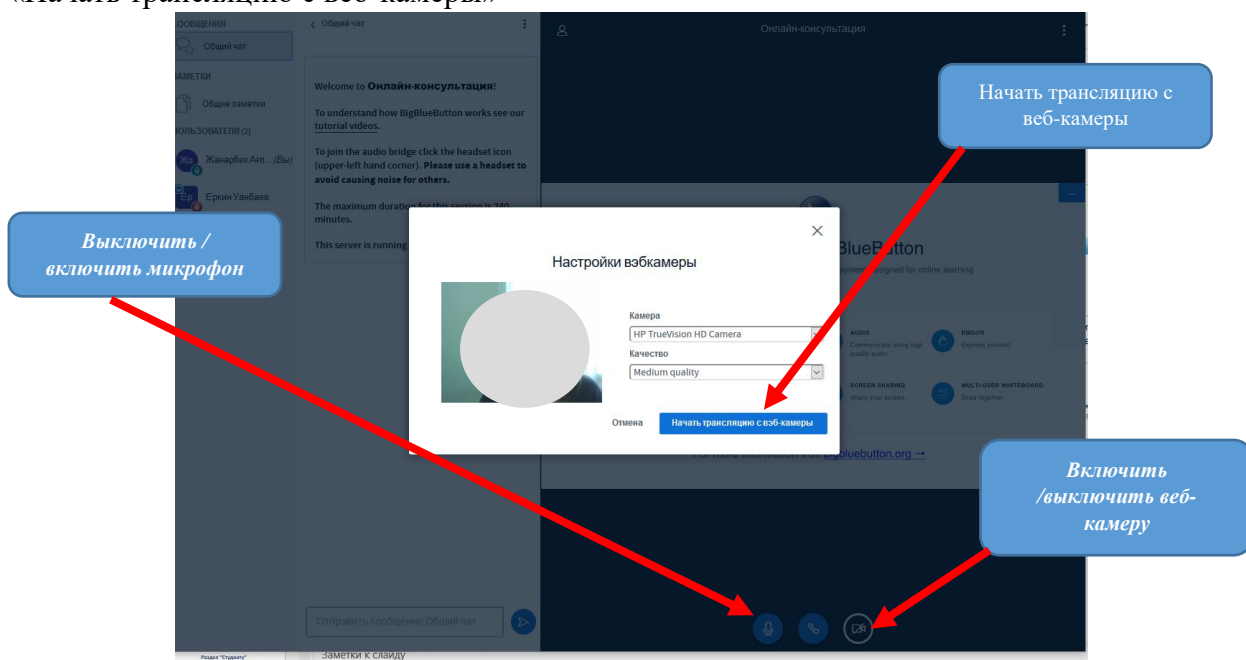 «Начать трансляцию с веб-камеры»
СООБЩЕНИЯ
Общий чат
ЗАМЕТКИ
Общие заметки
ПОЛЬЗОВАТЕЛИ (2)
Жа
Жанарбек Агл...(Вы)
Ер
Еркин Уанбаев
Общий чат
Welcome to Онлайн-консультация!
To understand how BigBlueButton works see our
tutorial videos.
To join the audio bridge click the headset icon
(upper-left hand corner). Please use a headset to
avoid causing noise for others.
The maximum duration for this session is 240
minutes.
This server is running
Отправить сообщение Общий чат
Онлайн-консультация
Начать трансляцию с
веб-камеры
Выключить /
включить микрофон
Настройки вэбкамеры
Камера
HP TrueVision HD Camera
Качество
Medium quality
Отмена
Начать трансляцию с вэб-камеры
BlueButton
system designed for online learning
AUDIO
Communicate using high
quality audio.
EMOJIS
Express yourself.
SCREEN SHARING
Share your screen.
MULTI-USER WHITEBOARD
Draw together.
For more information visit bigbluebutton.org →
Включить
/выключить веб-
камеру
Раздел "Студенту"
Заметки к слайду